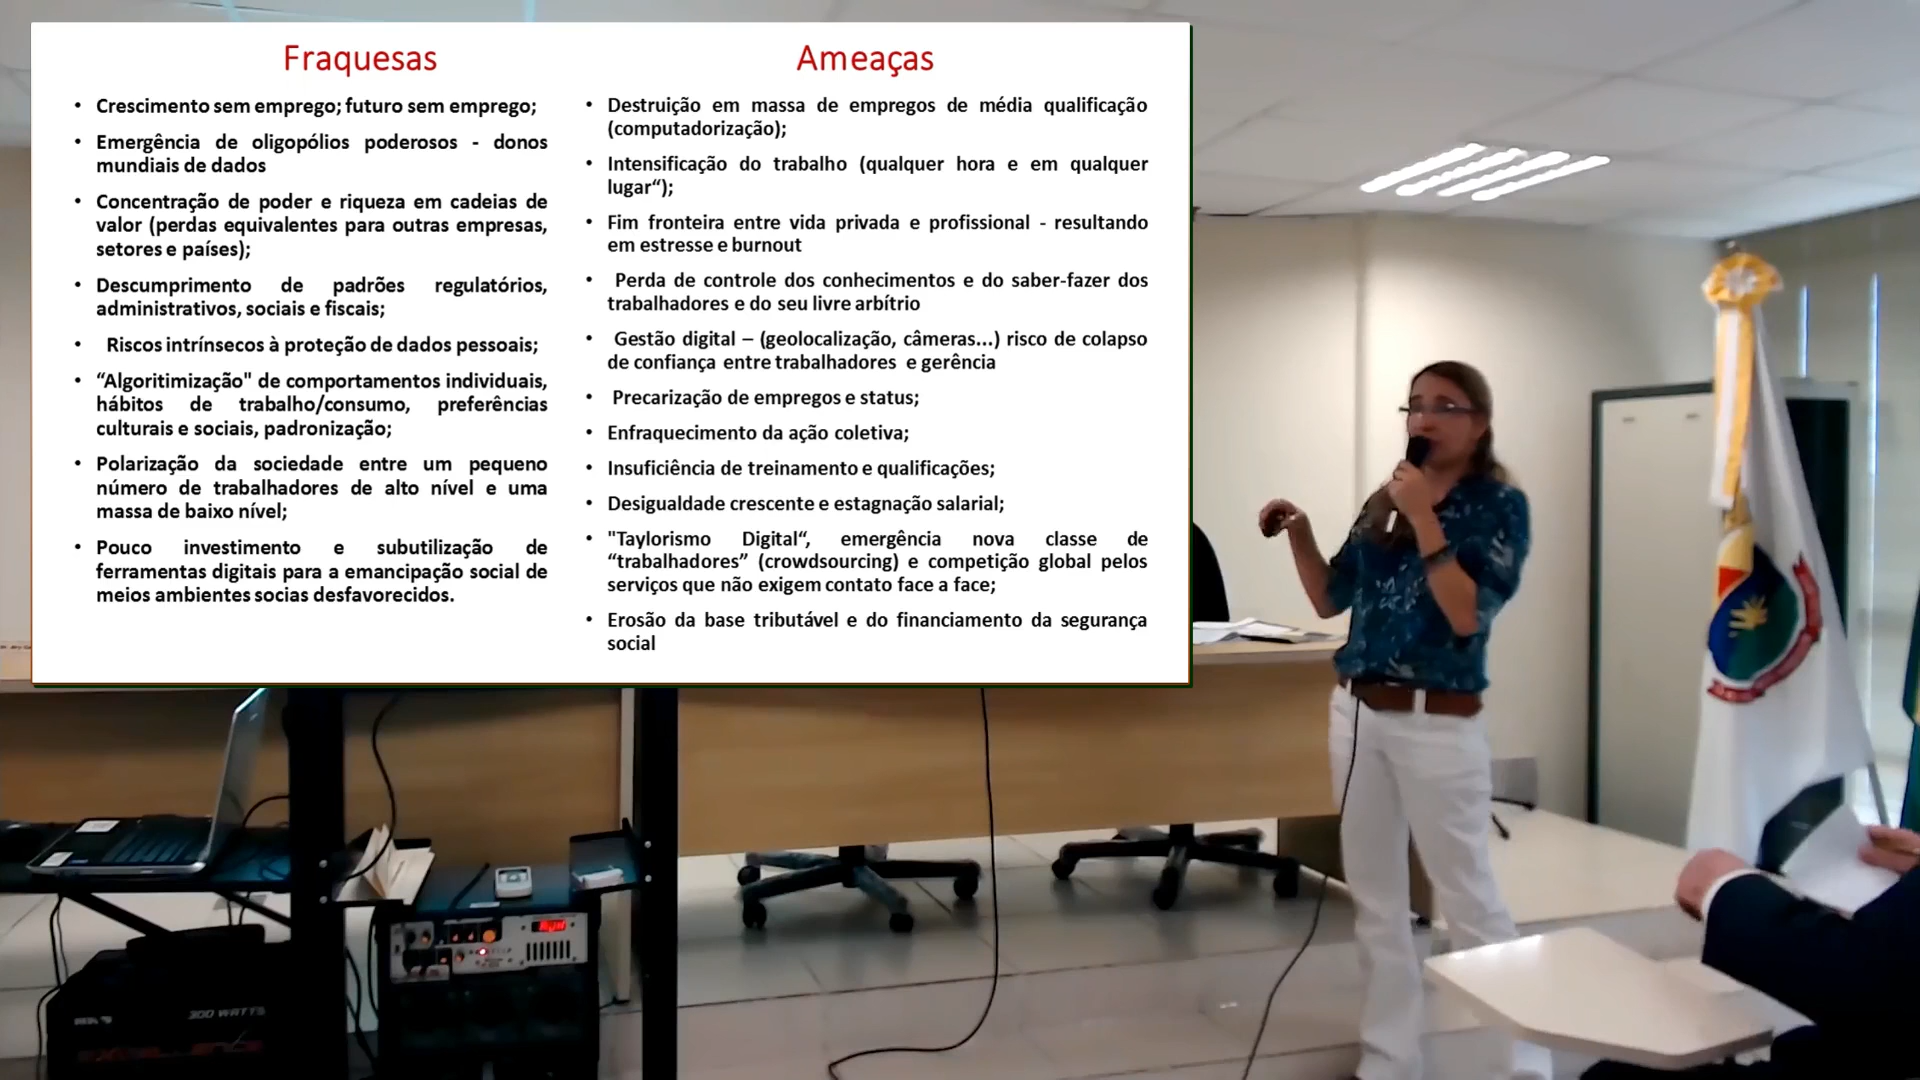 Fraquesas
• Crescimento sem emprego; futuro sem emprego;
• Emergência de oligopólios poderosos - donos
mundiais de dados
• Concentração de poder e riqueza em cadeias de
valor (perdas equivalentes para outras empresas,
setores e países);
• Descumprimento de padrões regulatórios,
administrativos, sociais e fiscais;
• Riscos intrínsecos à proteção de dados pessoais;
• “Algoritimização" de comportamentos individuais,
hábitos de trabalho/consumo, preferências
culturais e sociais, padronização;
• Polarização da sociedade entre um pequeno
número de trabalhadores de alto nível e uma
massa de baixo nível;
• Pouco investimento e subutilização de
ferramentas digitais para a emancipação social de
meios ambientes socias desfavorecidos.
Ameaças
• Destruição em massa de empregos de média qualificação
(computadorização);
• Intensificação do trabalho (qualquer hora e em qualquer
lugar“);
• Fim fronteira entre vida privada e profissional - resultando
em estresse e burnout
• Perda de controle dos conhecimentos e do saber-fazer dos
trabalhadores e do seu livre arbítrio
• Gestão digital – (geolocalização, câmeras...) risco de colapso
de confiança entre trabalhadores e gerência
• Precarização de empregos e status;
• Enfraquecimento da ação coletiva;
• Insuficiência de treinamento e qualificações;
• Desigualdade crescente e estagnação salarial;
• "Taylorismo Digital“, emergência nova classe de
“trabalhadores” (crowdsourcing) e competição global pelos
serviços que não exigem contato face a face;
• Erosão da base tributável e do financiamento da segurança
social
300 WATTS